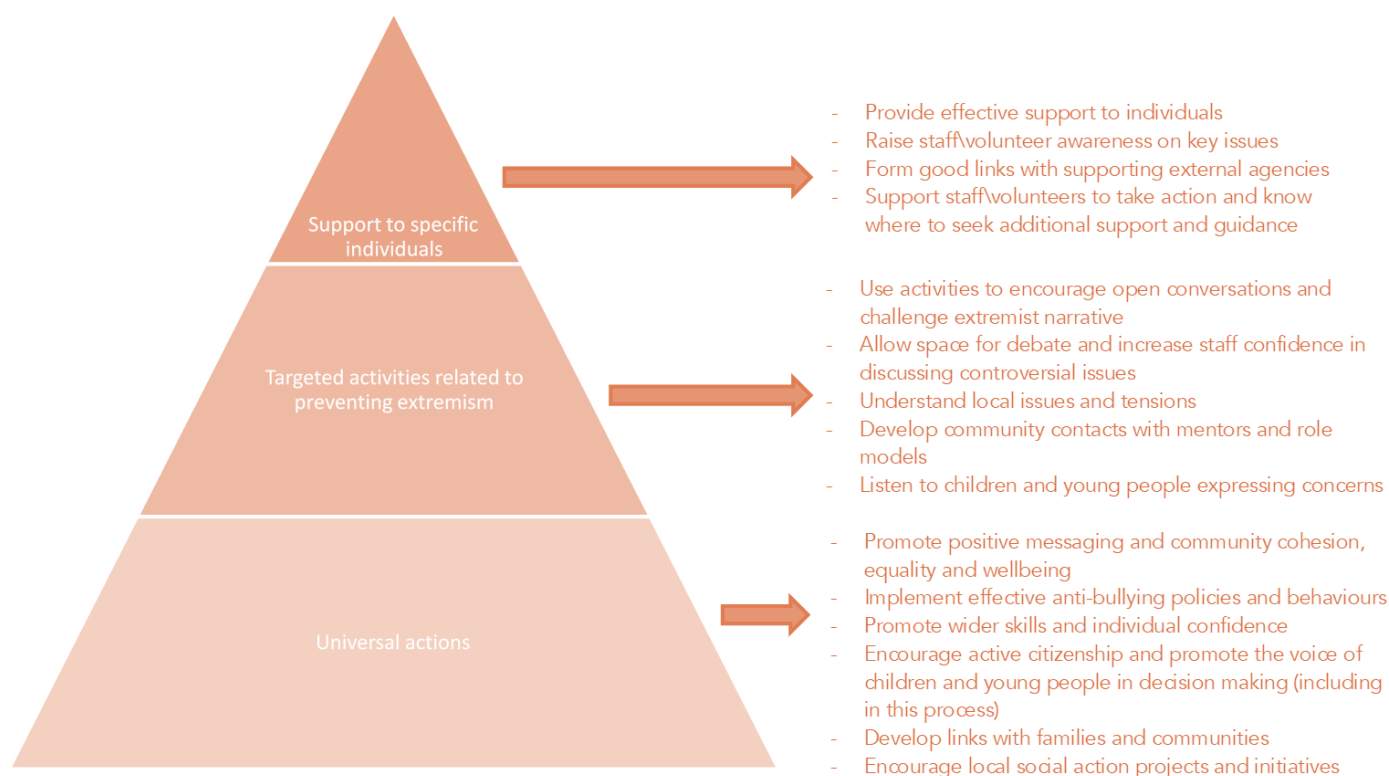 - Provide effective support to individuals
- Raise staff\volunteer awareness on key issues
- Form good links with supporting external agencies
- Support staff\volunteers to take action and know
where to seek additional support and guidance
Support to specific
individuals
- Use activities to encourage open conversations and
challenge extremist narrative
- Allow space for debate and increase staff confidence in
discussing controversial issues
- Understand local issues and tensions
- Develop community contacts with mentors and role
models
- Listen to children and young people expressing concerns
Targeted activities related to
preventing extremism
- Promote positive messaging and community cohesion,
equality and wellbeing
- Implement effective anti-bullying policies and behaviours
- Promote wider skills and individual confidence
- Encourage active citizenship and promote the voice of
children and young people in decision making (including
in this process)
- Develop links with families and communities
- Encourage local social action projects and initiatives
Universal actions